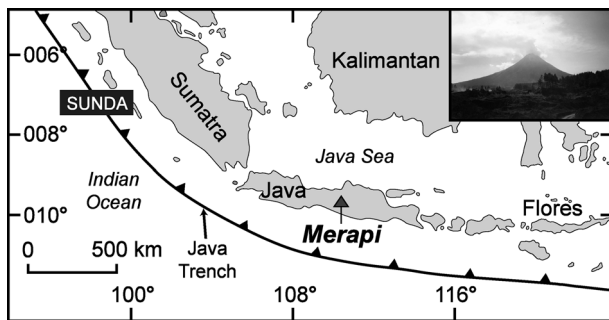 006°
008°
010°
SUNDA
Sumatra
Kalimantan
Java Sea
Indian
Ocean
Java
Merapi
Flores
0 500 km
Java
Trench
100° 108° 116°